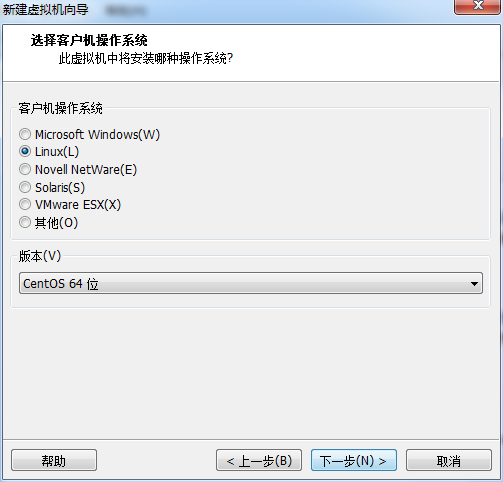 新建虚拟机向导
选择客户机操作系统
此虚拟机中将安装哪种操作系统?
客户机操作系统
Microsoft Windows(W)
Linux(L)
Novell NetWare(E)
Solaris(S)
VMware ESX(X)
其他(O)
版本(V)
CentOS 64 位
帮助
< 上一步(B)
下一步(N) >
取消